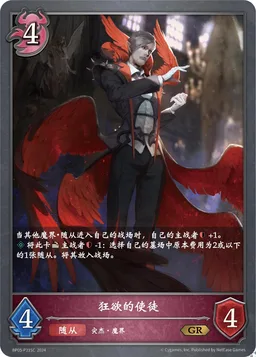 4
当其他魔界·随从进入自己的战场时，自己的主战者+1。
将此卡 主战者-1：选择自己的墓场中原本费用为2或以下
的1张随从。将其放入战场。
狂欲的使徒
4
随从
·魔界
GR
4